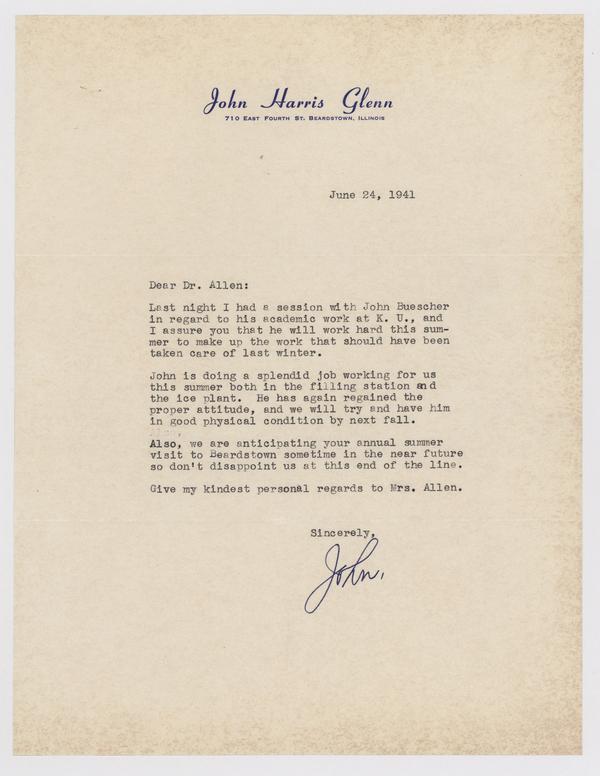 John Harris Glenn
710 East Fourth St. Beardstown, Illinois
June 24, 1941
Dear Dr. Allen:
Last night I had a session with John Buescher
in regard to his academic work at K. U., and
I assure you that he will work hard this sum-
mer to make up the work that should have been
taken care of last winter.
John is doing a splendid job working for us
this summer both in the filling station and
the ice plant. He has again regained the
proper attitude, and we will try and have him
in good physical condition by next fall.
Also, we are anticipating your annual summer
visit to Beardstown sometime in the near future
so don't disappoint us at this end of the line.
Give my kindest personal regards to Mrs. Allen.
Sincerely,
John.